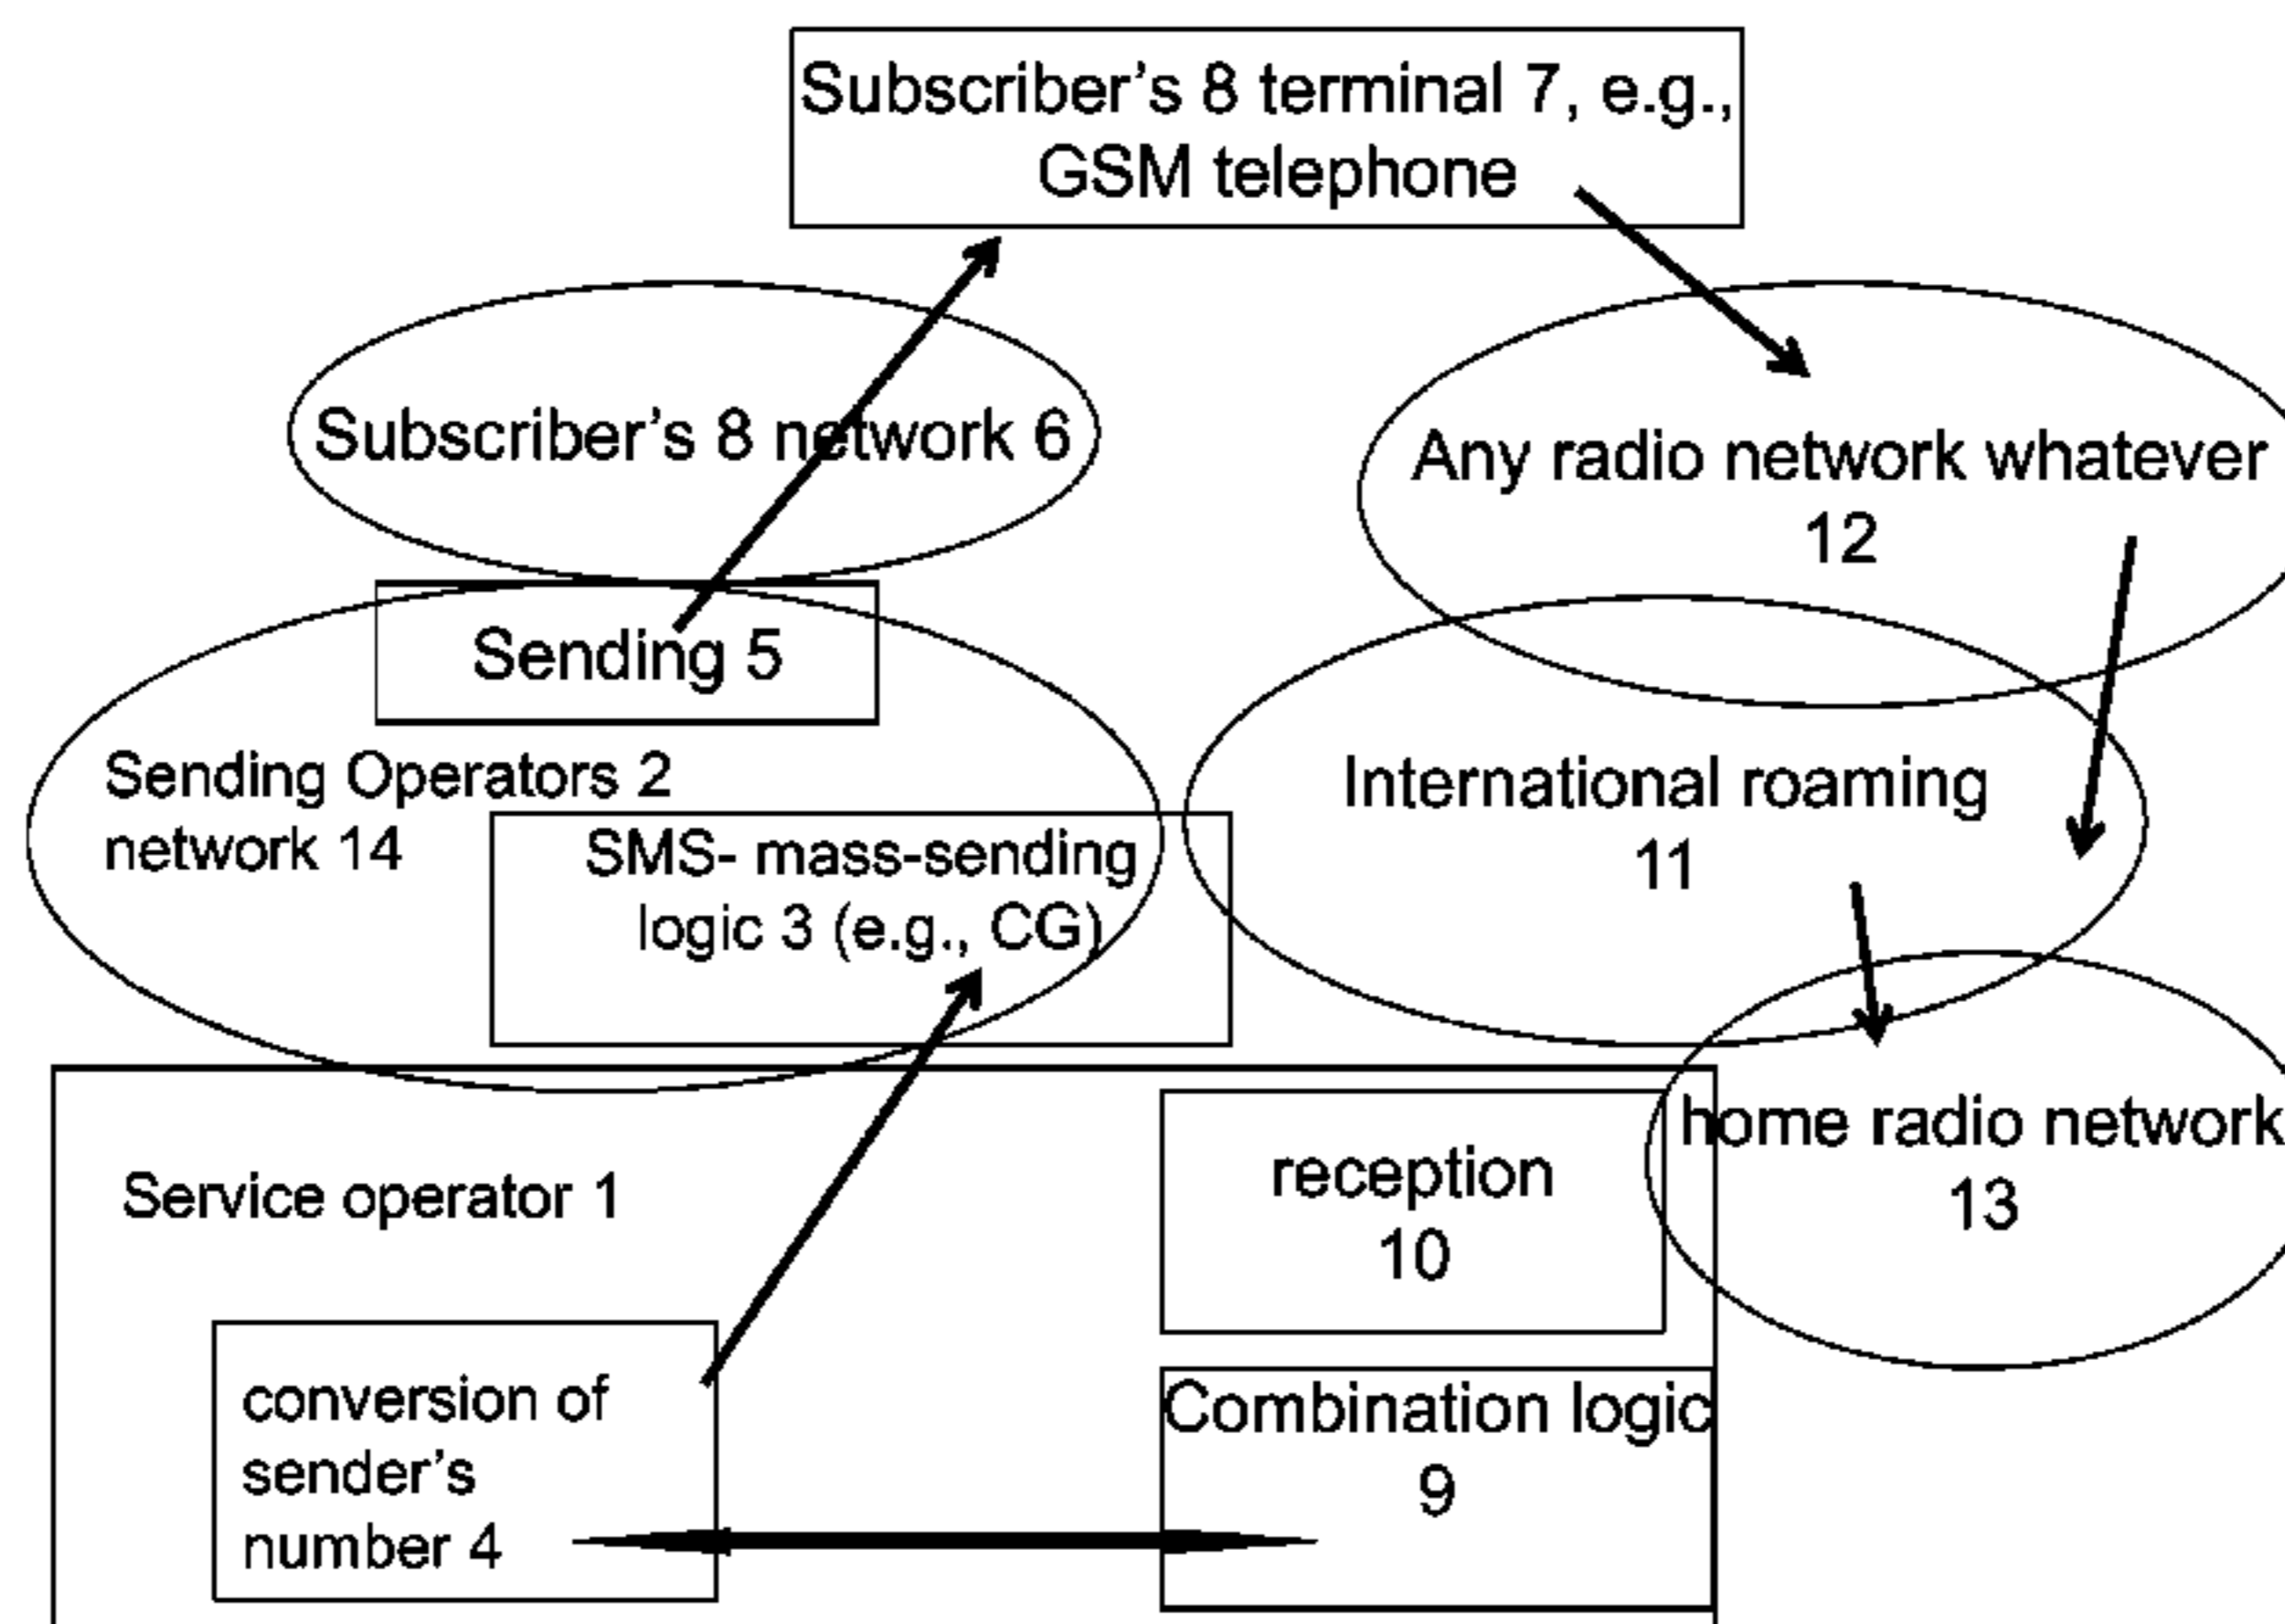 Subscriber's 8 terminal 7, e.g.,
GSM telephone
Subscriber's 8 network 6
Any radio network whatever
12
Sending 5
Sending Operators 2
network 14
SMS- mass-sending
logic 3 (e.g., CG)
International roaming
11
Service operator 1
reception
10
home radio network
13
conversion of
sender's
number 4
Combination logic
9